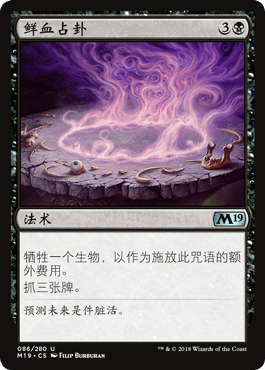 鲜血占卦 3
法术 M19
牺牲一个生物，以作为施放此咒语的额
外费用。
抓三张牌。
预测未来是件脏活。
086/280 U
M19 • CS FILIP BURBURAN
™ & © 2018 Wizards of the Coast